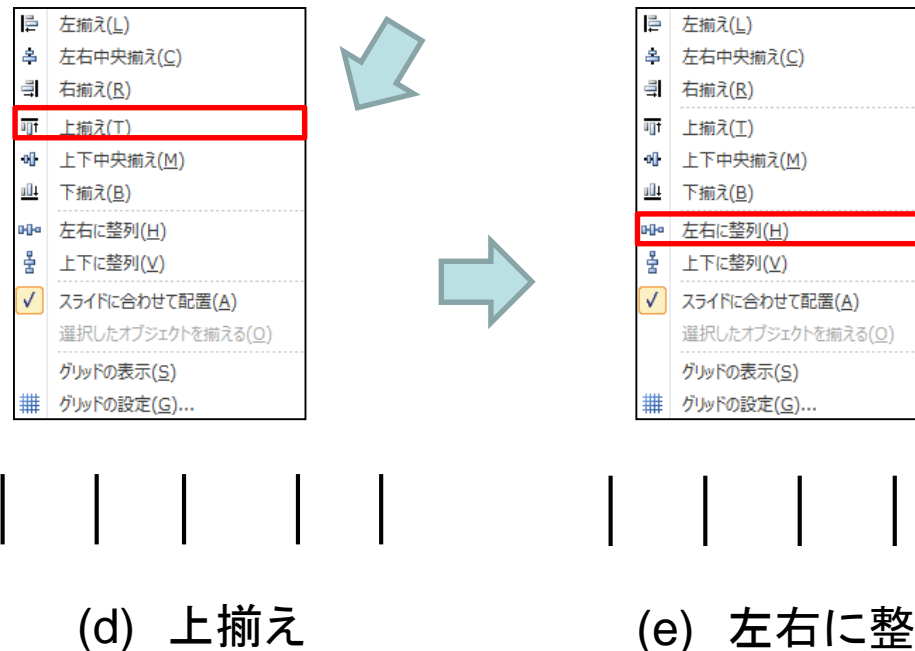 左揃え(L)
左右中央揃え(C)
右揃え(R)
上揃え(T)
上下中央揃え(M)
下揃え(B)
左右に整列(H)
上下に整列(V)
スライドに合わせて配置(A)
選択したオブジェクトを揃える(O)
グリッドの表示(S)
グリッドの設定(G)...
左揃え(L)
左右中央揃え(C)
右揃え(R)
上揃え(T)
上下中央揃え(M)
下揃え(B)
左右に整列(H)
上下に整列(V)
スライドに合わせて配置(A)
選択したオブジェクトを揃える(O)
グリッドの表示(S)
グリッドの設定(G)...
(d) 上揃え
(e) 左右に整